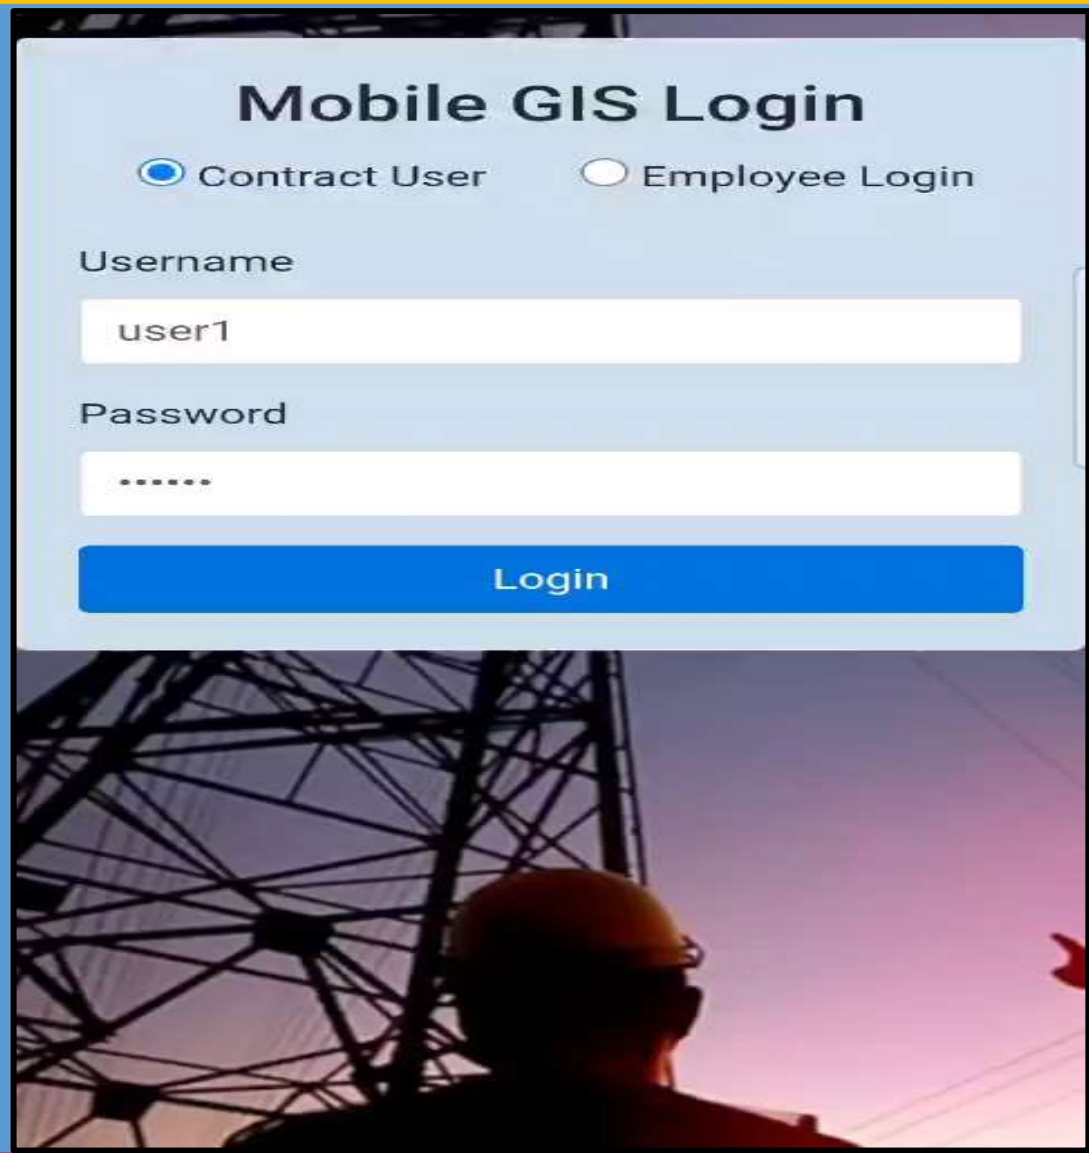 Mobile GIS Login
Contract User Employee Login
Username
user1
Password
••••••
Login